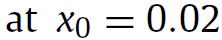 at x₀ = 0.02